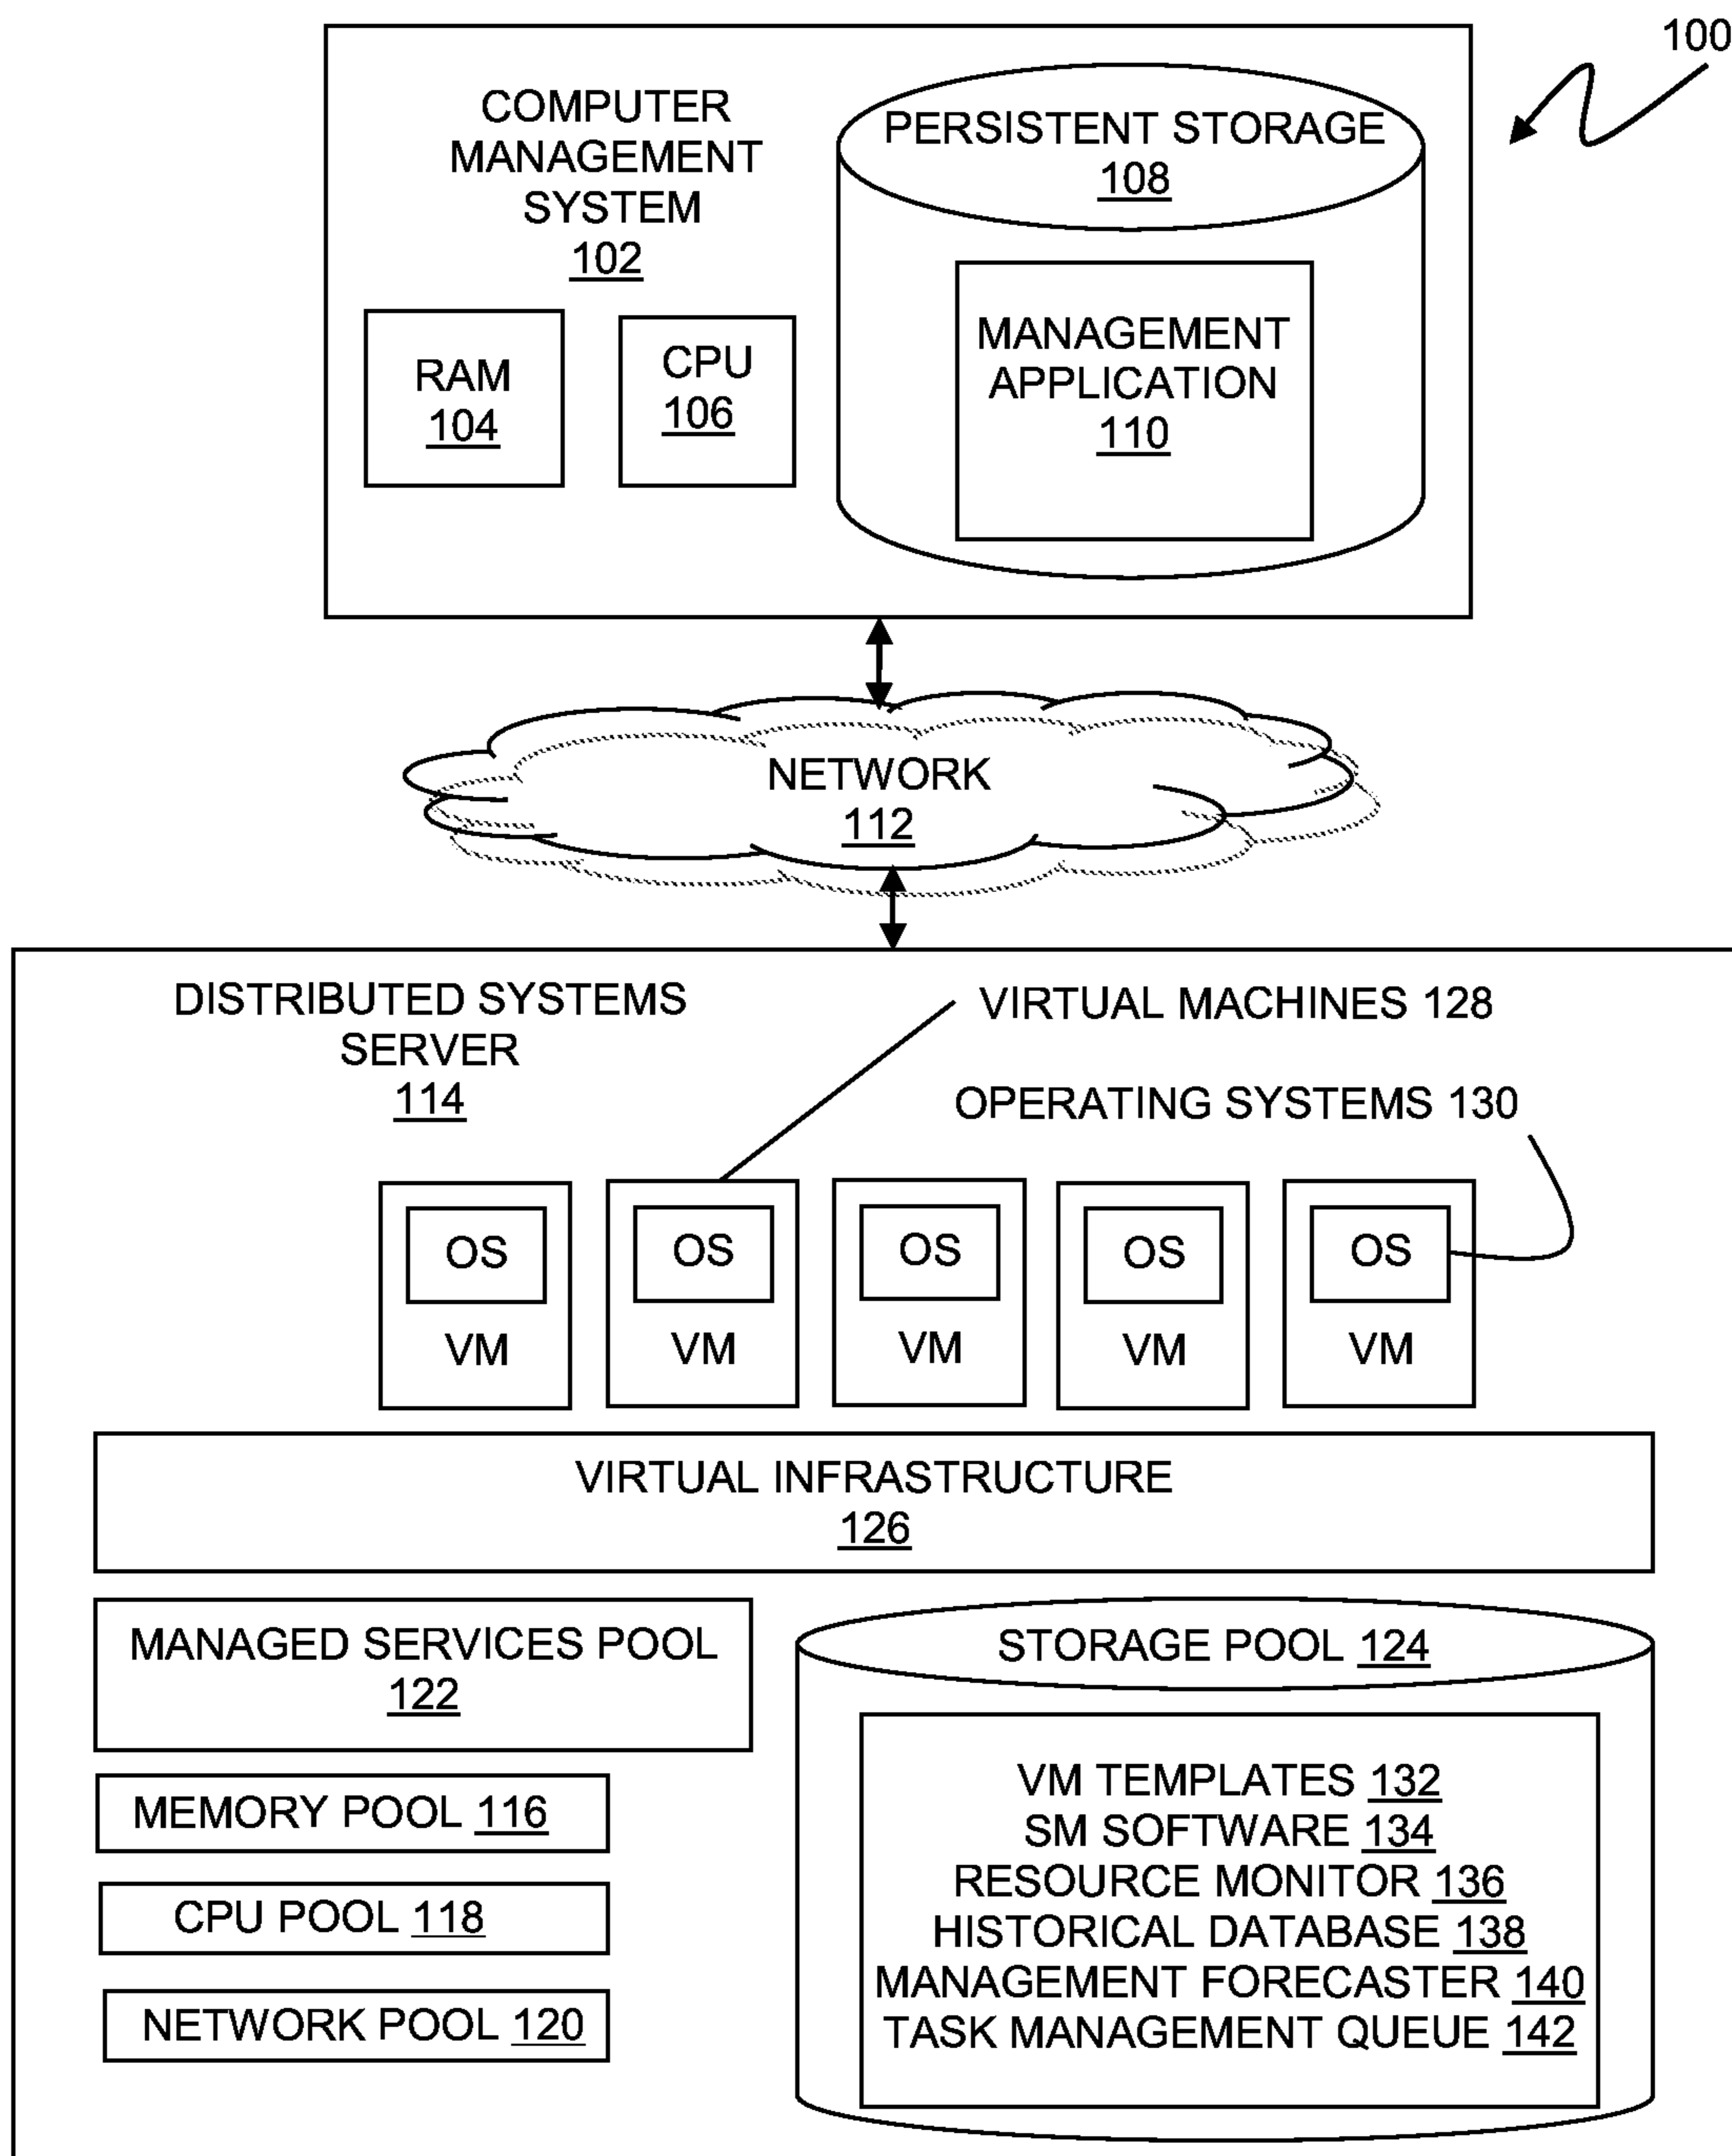 100
COMPUTER
MANAGEMENT
SYSTEM
102
PERSISTENT STORAGE
108
RAM
104
CPU
106
MANAGEMENT
APPLICATION
110
NETWORK
112
DISTRIBUTED SYSTEMS
SERVER
114
VIRTUAL MACHINES 128
OPERATING SYSTEMS 130
OS
VM
OS
VM
OS
VM
OS
VM
OS
VM
VIRTUAL INFRASTRUCTURE
126
MANAGED SERVICES POOL
122
MEMORY POOL 116
CPU POOL 118
NETWORK POOL 120
STORAGE POOL 124
VM TEMPLATES 132
SM SOFTWARE 134
RESOURCE MONITOR 136
HISTORICAL DATABASE 138
MANAGEMENT FORECASTER 140
TASK MANAGEMENT QUEUE 142